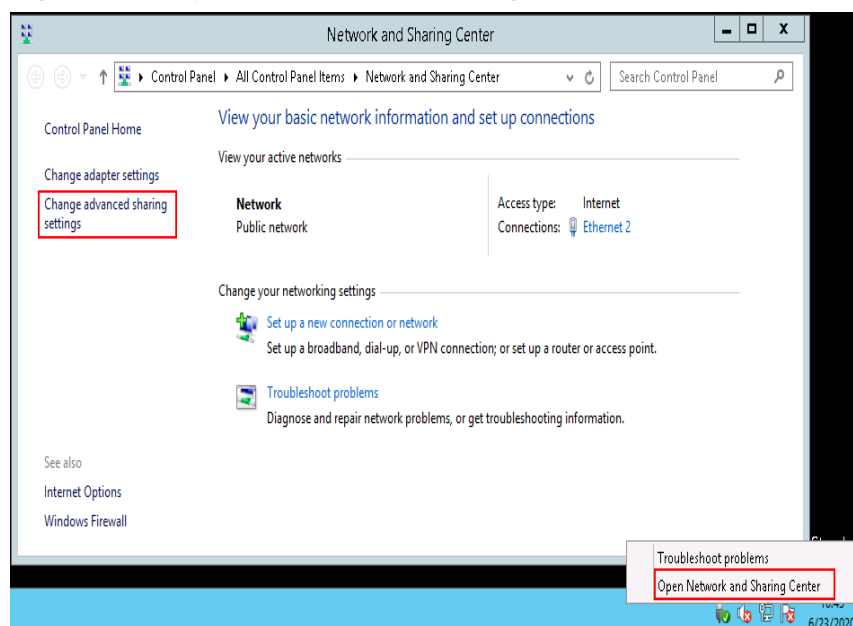 Network and Sharing Center
Control Panel All Control Panel Items Network and Sharing Center
Search Control Panel
Control Panel Home
Change adapter settings
Change advanced sharing
settings
View your basic network information and set up connections
View your active networks
Network
Public network
Access type: Internet
Connections: Ethernet 2
Change your networking settings
Set up a new connection or network
Set up a broadband, dial-up, or VPN connection; or set up a router or access point.
Troubleshoot problems
Diagnose and repair network problems, or get troubleshooting information.
See also
Internet Options
Windows Firewall
Troubleshoot problems
Open Network and Sharing Center
6/23/2020